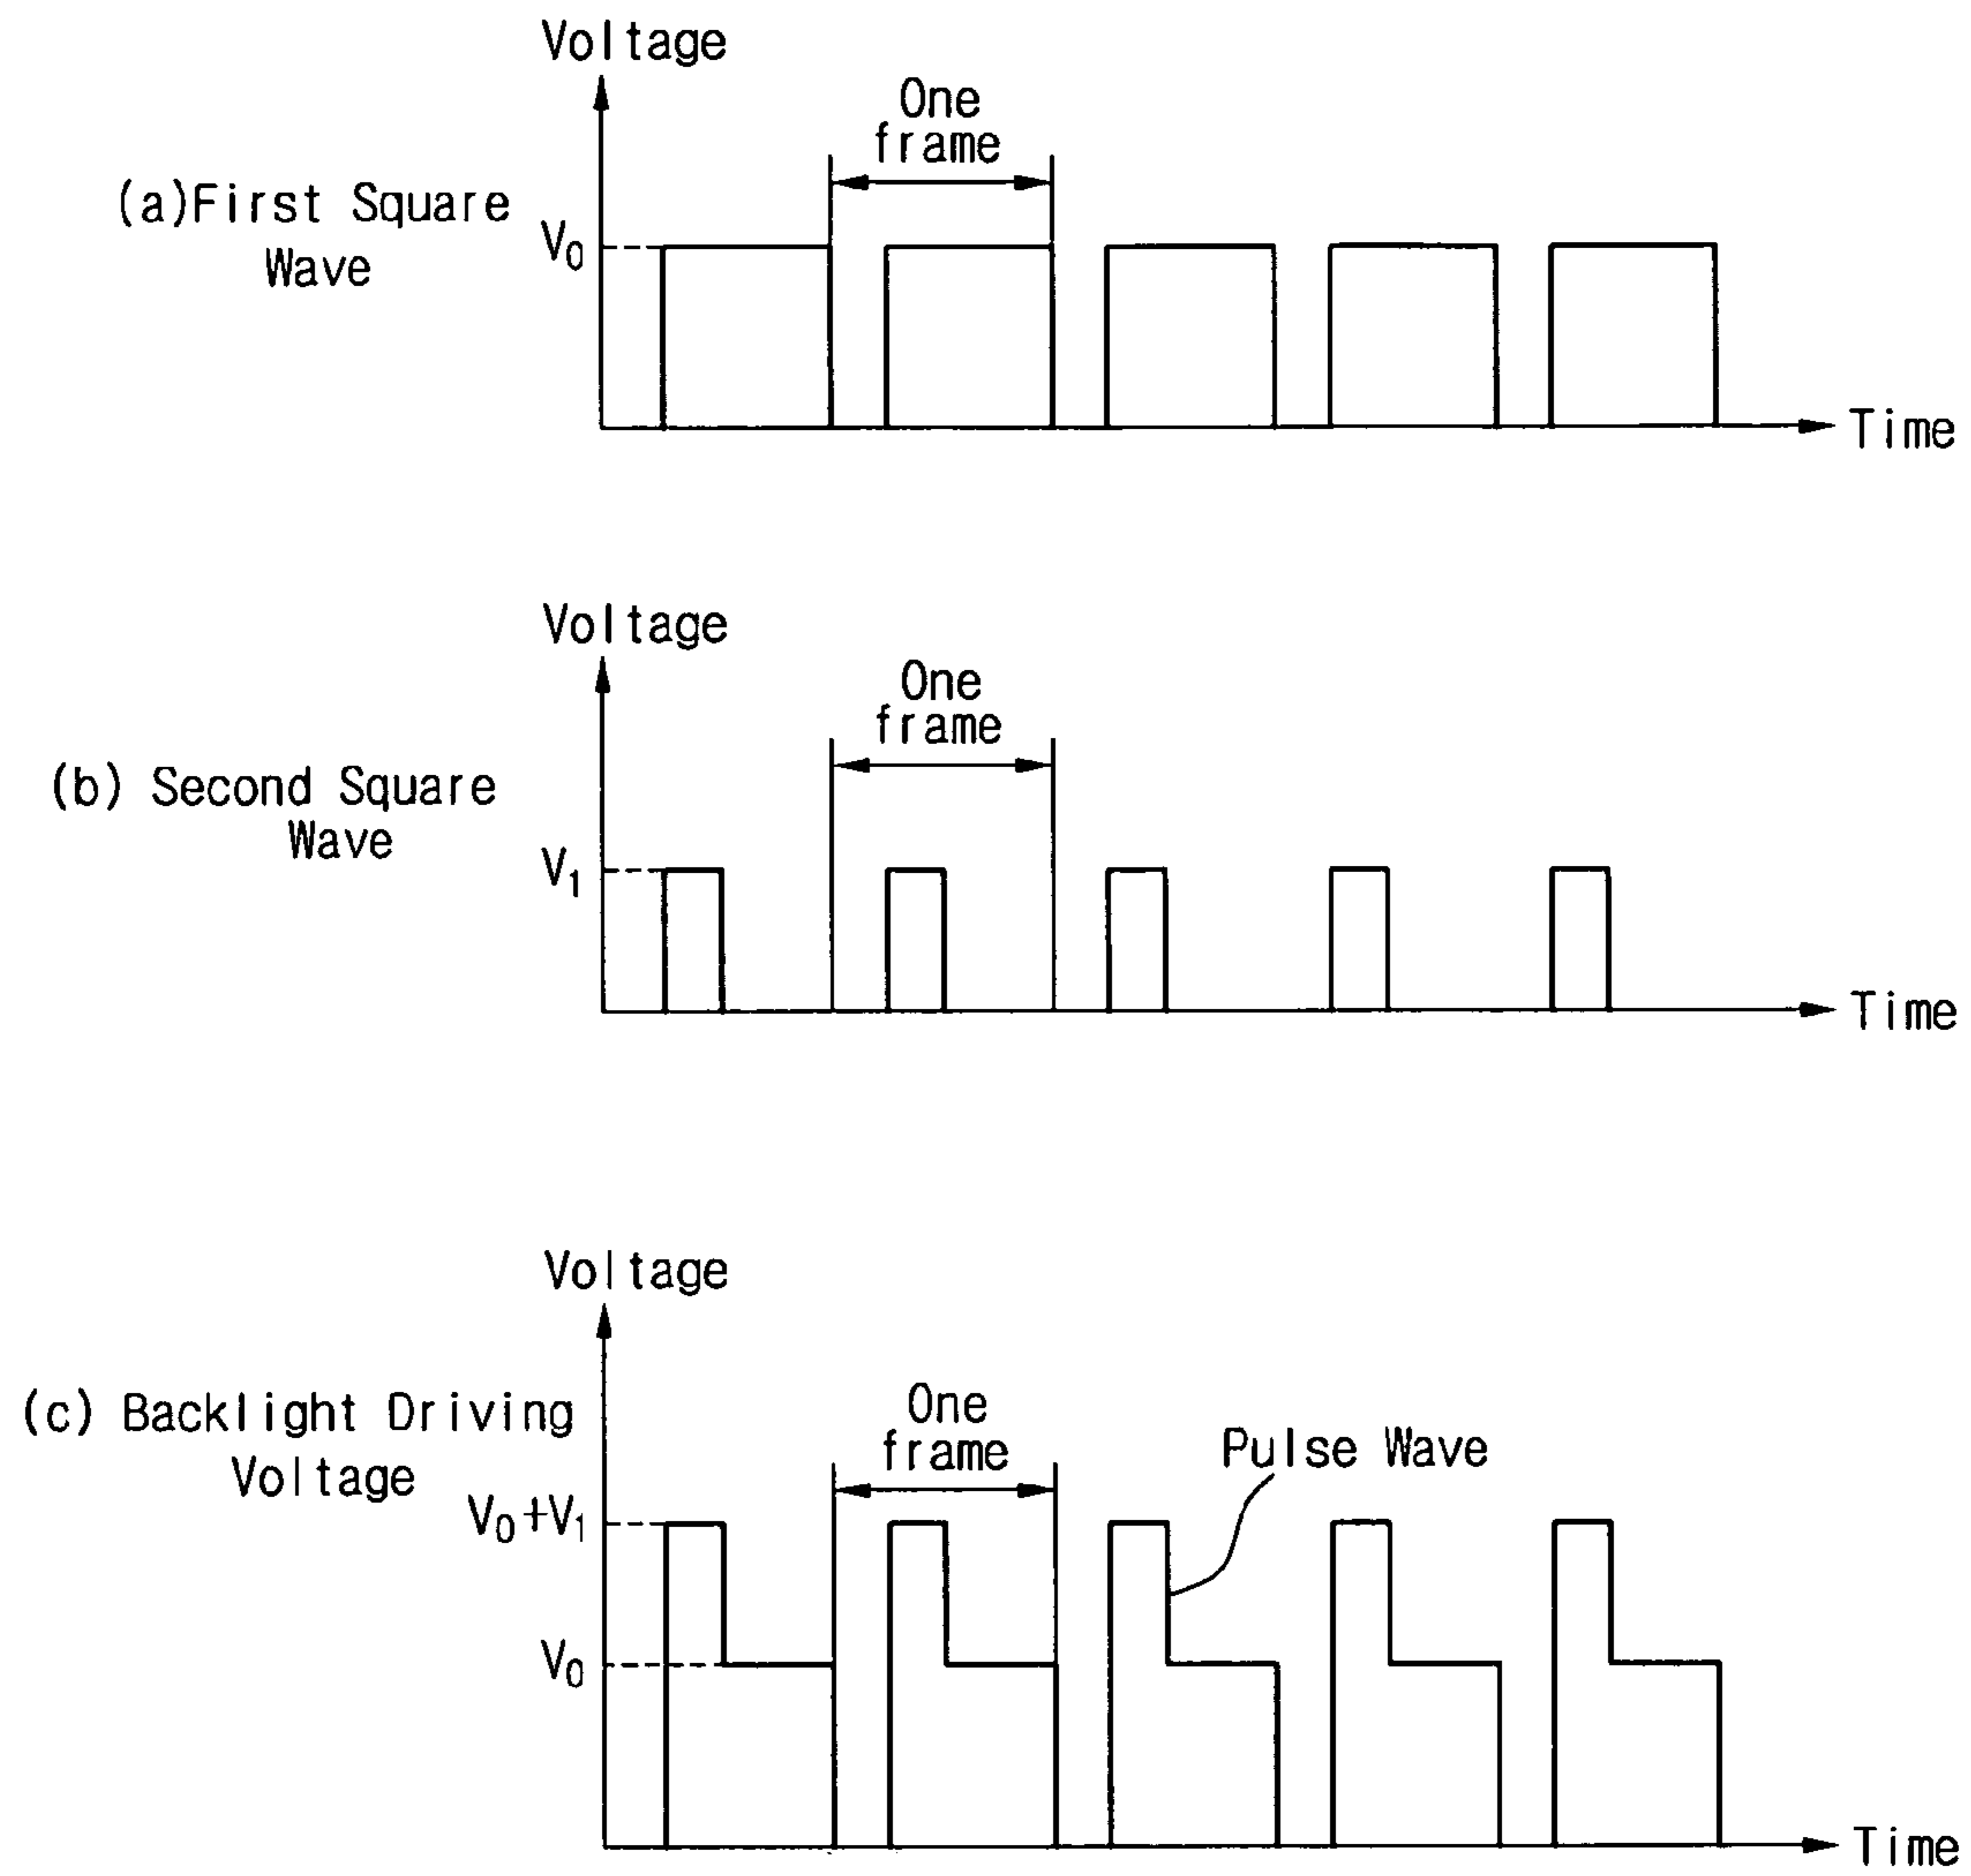 Voltage
One
frame
(a)First Square
Wave
V₀
Time
Voltage
One
frame
(b) Second Square
Wave
V₁
Time
Voltage
One
frame
(c) Backlight Driving
Voltage
Pulse Wave
V₀+V₁
V₀
Time